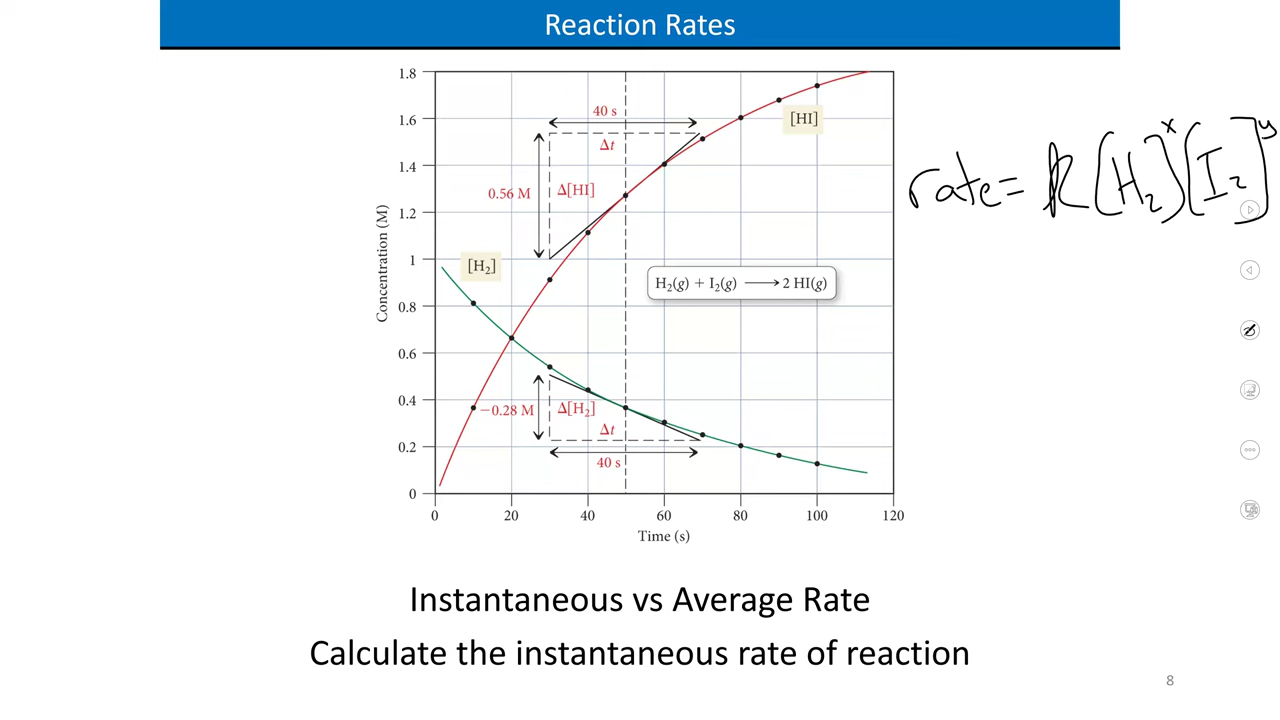 Reaction Rates
1.8
1.6
1.4
1.2
1
0.8
0.6
0.4
0.2
0
Concentration (M)
40 s
Δt
0.56 M
Δ[HI]
[HI]
[H₂]
H₂(g) + I₂(g) ⟶ 2 HI(g)
−0.28 M
Δ[H₂]
Δt
40 s
0 20 40 60 80 100 120
Time (s)
rate = k[H₂]ˣ[I₂]ʸ
Instantaneous vs Average Rate
Calculate the instantaneous rate of reaction
8